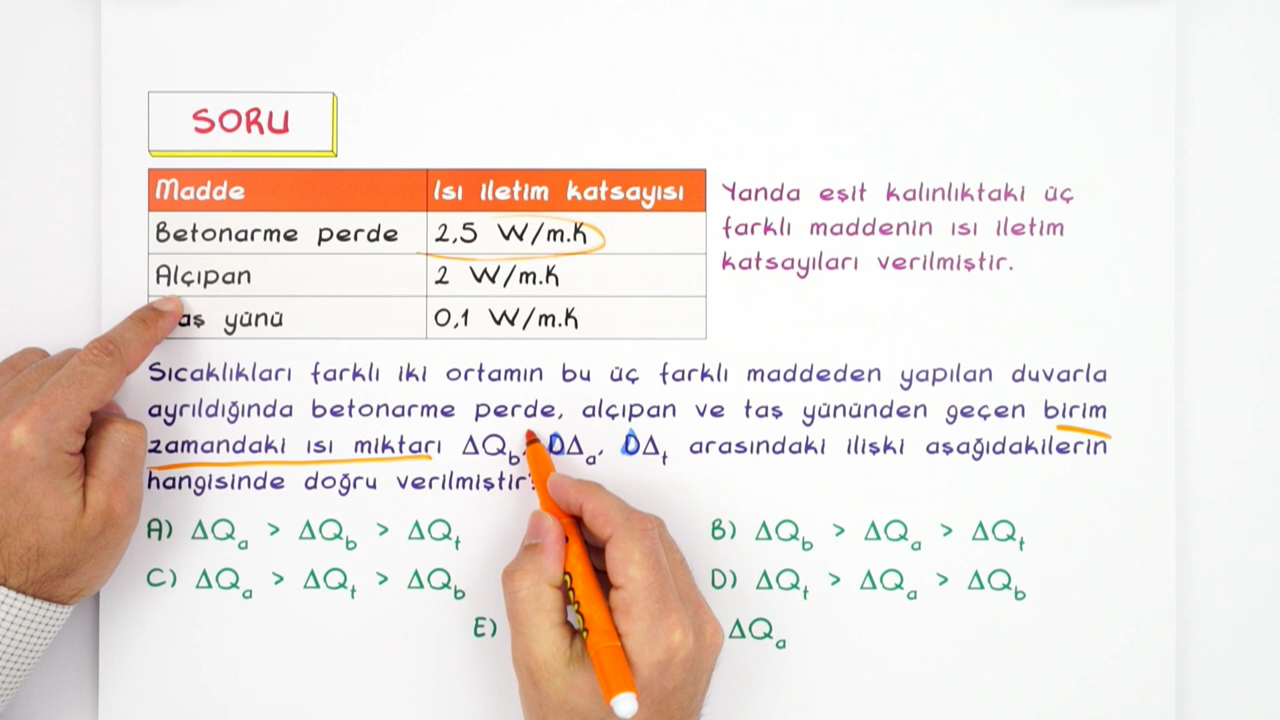 SORU
Madde Isı iletim katsayısı
Betonarme perde 2,5 W/m.K
Alçıpan 2 W/m.K
aş yünü 0,1 W/m.K
Yanda eşit kalınlıktaki üç
farklı maddenin ısı iletim
katsayıları verilmiştir.
Sıcaklıkları farklı iki ortamın bu üç farklı maddeden yapılan duvarla
ayrıldığında betonarme perde, alçıpan ve taş yününden geçen birim
zamandaki ısı miktarı ΔQb, DΔa, DΔt arasındaki ilişki aşağıdakilerin
hangisinde doğru verilmiştir?
A) ΔQa > ΔQb > ΔQt
B) ΔQb > ΔQa > ΔQt
C) ΔQa > ΔQt > ΔQb
D) ΔQt > ΔQa > ΔQb
E) ΔQa